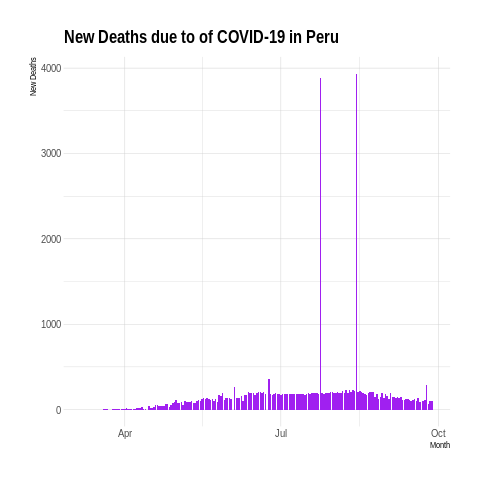 New Deaths due to of COVID-19 in Peru
New Deaths
4000
3000
2000
1000
0
Apr
Jul
Oct
Month